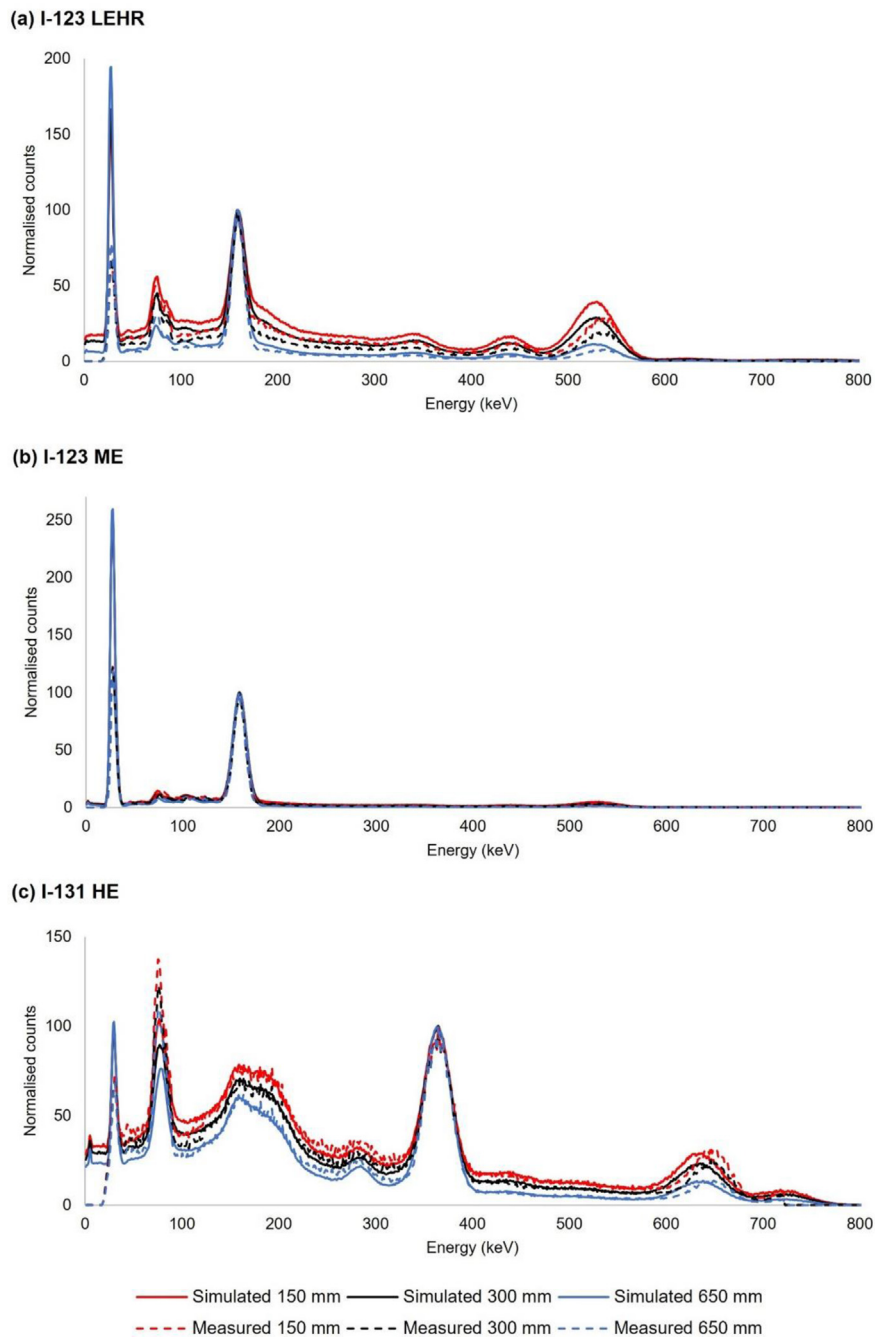 (a) I-123 LEHR
200
150
100
50
0
Normalised counts
0 100 200 300 400 500 600 700 800
Energy (keV)
(b) I-123 ME
250
200
150
100
50
0
Normalised counts
0 100 200 300 400 500 600 700 800
Energy (keV)
(c) I-131 HE
150
100
50
0
Normalised counts
0 100 200 300 400 500 600 700 800
Energy (keV)
Simulated 150 mm Simulated 300 mm Simulated 650 mm
Measured 150 mm Measured 300 mm Measured 650 mm